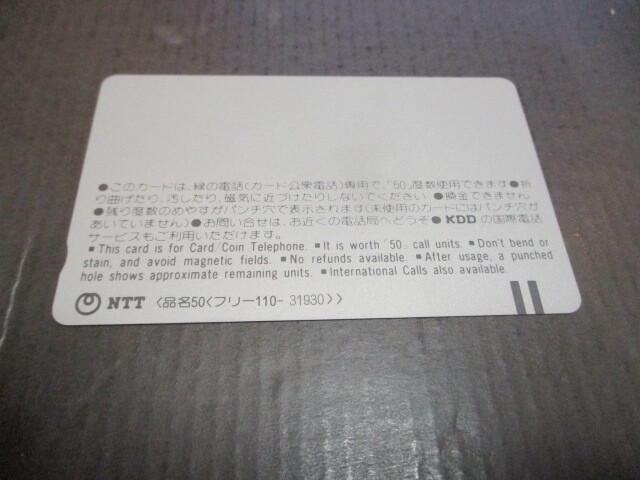 ●このカードは、緑の電話(カード公衆電話)専用で、「50」度数使用できます●折
り曲げたり、汚したり、磁気に近づけたりしないでください ●換金できません
●残り度数のめやすがパンチ穴で表示されます(未使用のカードにはパンチ穴が
あいていません) ●お問い合せは、お近くの電話局へどうぞ● KDD の国際電話
サービスもご利用いただけます。
■This card is for Card/Coin Telephone. ■It is worth「50」call units. ■Don't bend or
stain, and avoid magnetic fields. ■No refunds available. ■After usage, a punched
hole shows approximate remaining units. ■International Calls also available.
NTT 〈品名50〈フリー110-31930〉〉